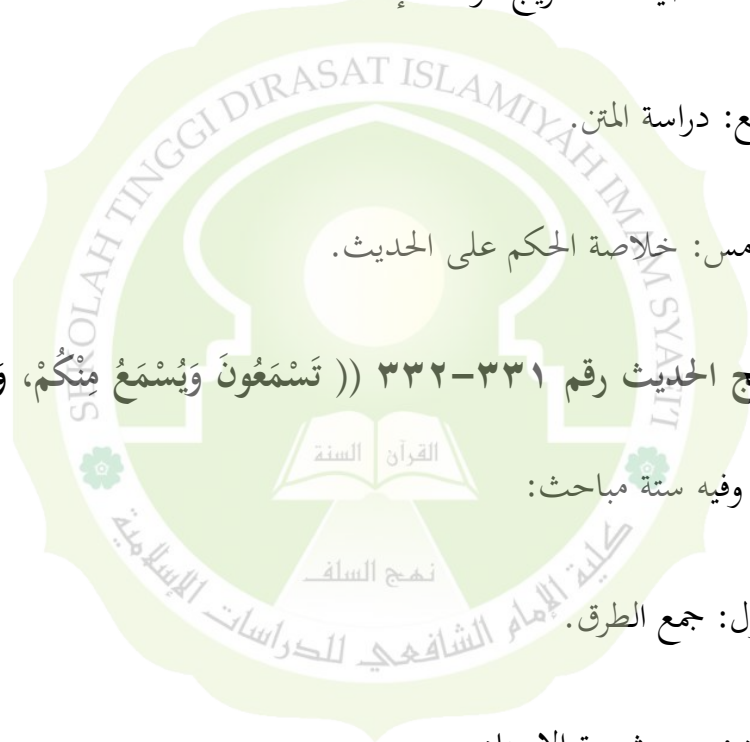 ع: دراسة المتن.
مس: خلاصة الحكم على الحديث.
ج الحديث رقم ٣٣١-٣٣٢ (( تَسْمَعُونَ وَيُسْمَعُ مِنْكُمْ، وَ
وفيه ستة مباحث:
ول: جمع الطرق.
SEKOLAH TINGGI DIRASAT ISLAMIYAH IMAM SYAFI'I
القرآن السنة
نهج السلف
كلية الإمام الشافعي للدراسات الإسلامية